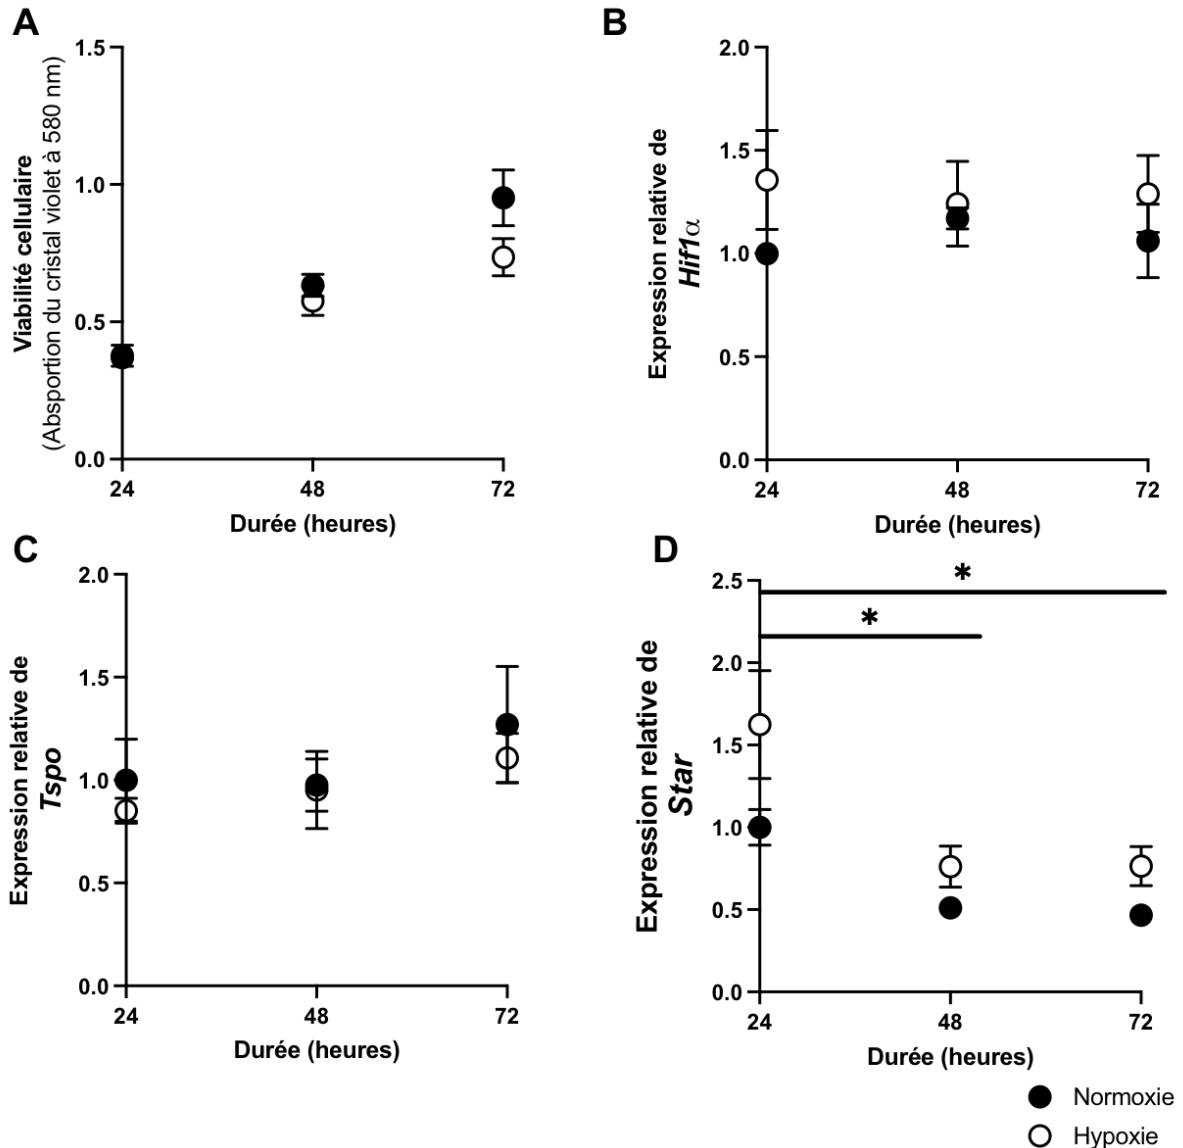 A
1.5
1.0
0.5
0.0
Viabilité cellulaire
(Absportion du cristal violet à 580 nm)
24 48 72
Durée (heures)
B
2.0
1.5
1.0
0.5
0.0
Expression relative de
Hif1α
24 48 72
Durée (heures)
C
2.0
1.5
1.0
0.5
0.0
Expression relative de
Tspo
24 48 72
Durée (heures)
D
2.5
2.0
1.5
1.0
0.5
0.0
Expression relative de
Star
*
*
24 48 72
Durée (heures)
Normoxie
Hypoxie